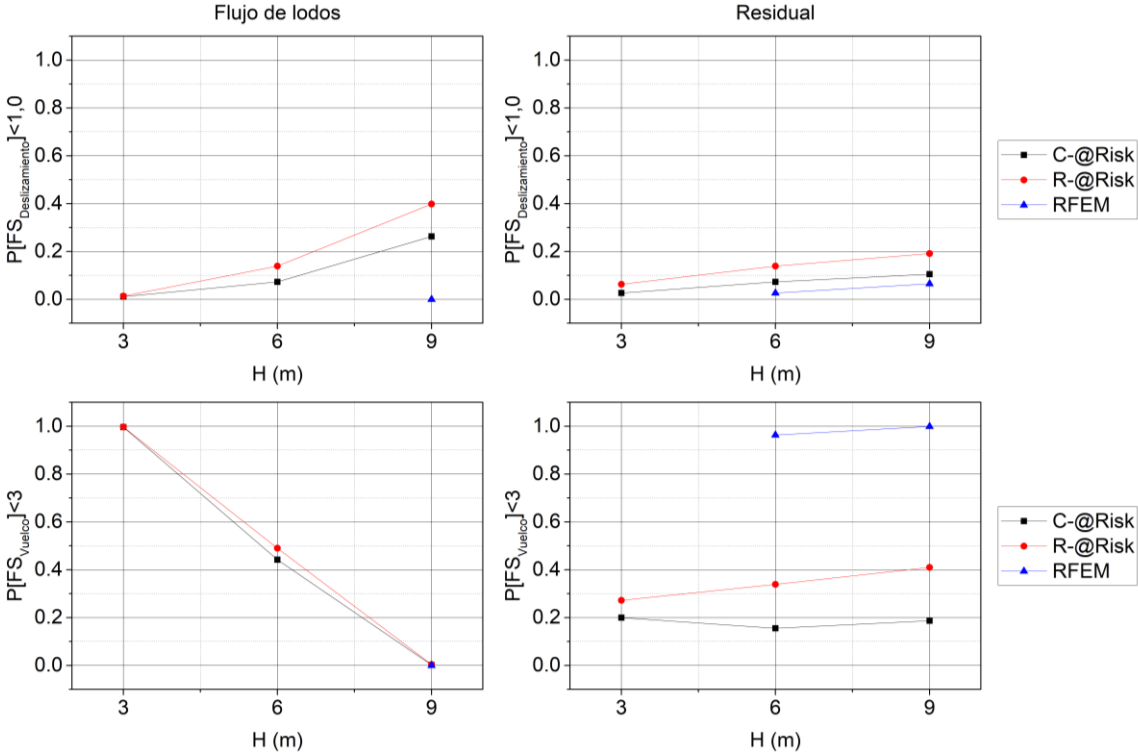 Flujo de lodos
Residual
P[FS_Deslizamiento]<1,0
1.0
0.8
0.6
0.4
0.2
0.0
3
6
9
H (m)
P[FS_Deslizamiento]<1,0
1.0
0.8
0.6
0.4
0.2
0.0
3
6
9
H (m)
C-@Risk
R-@Risk
RFEM
P[FS_Vuelco]<3
1.0
0.8
0.6
0.4
0.2
0.0
3
6
9
H (m)
P[FS_Vuelco]<3
1.0
0.8
0.6
0.4
0.2
0.0
3
6
9
H (m)
C-@Risk
R-@Risk
RFEM